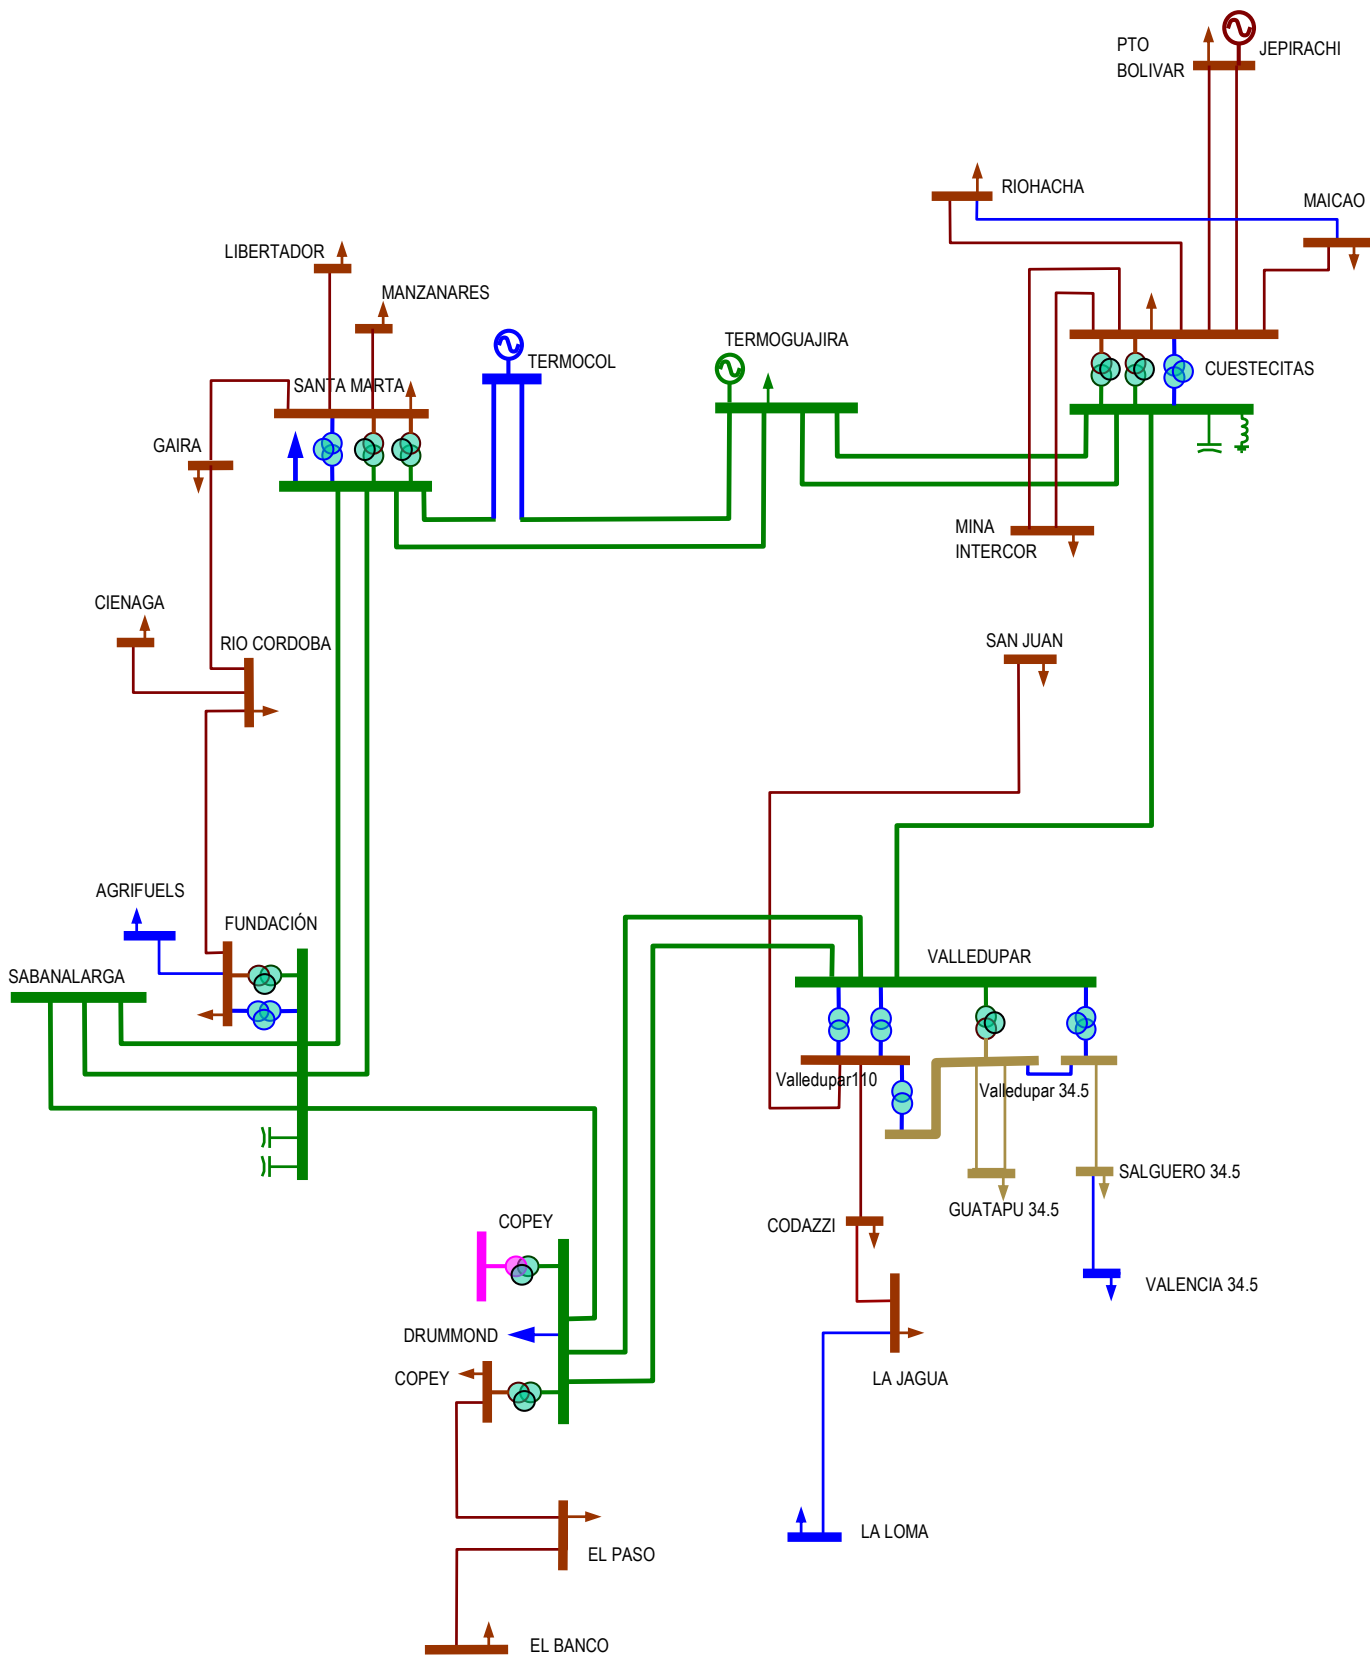 PTO
BOLIVAR
JEPIRACHI
RIOHACHA
MAICAO
LIBERTADOR
MANZANARES
TERMOCOL
TERMOGUAJIRA
SANTA MARTA
CUESTECITAS
GAIRA
MINA
INTERCOR
CIENAGA
RIO CORDOBA
SAN JUAN
AGRIFUELS
FUNDACIÓN
SABANALARGA
VALLEDUPAR
Valledupar110
Valledupar 34.5
SALGUERO 34.5
GUATAPU 34.5
CODAZZI
COPEY
VALENCIA 34.5
DRUMMOND
COPEY
LA JAGUA
LA LOMA
EL PASO
EL BANCO